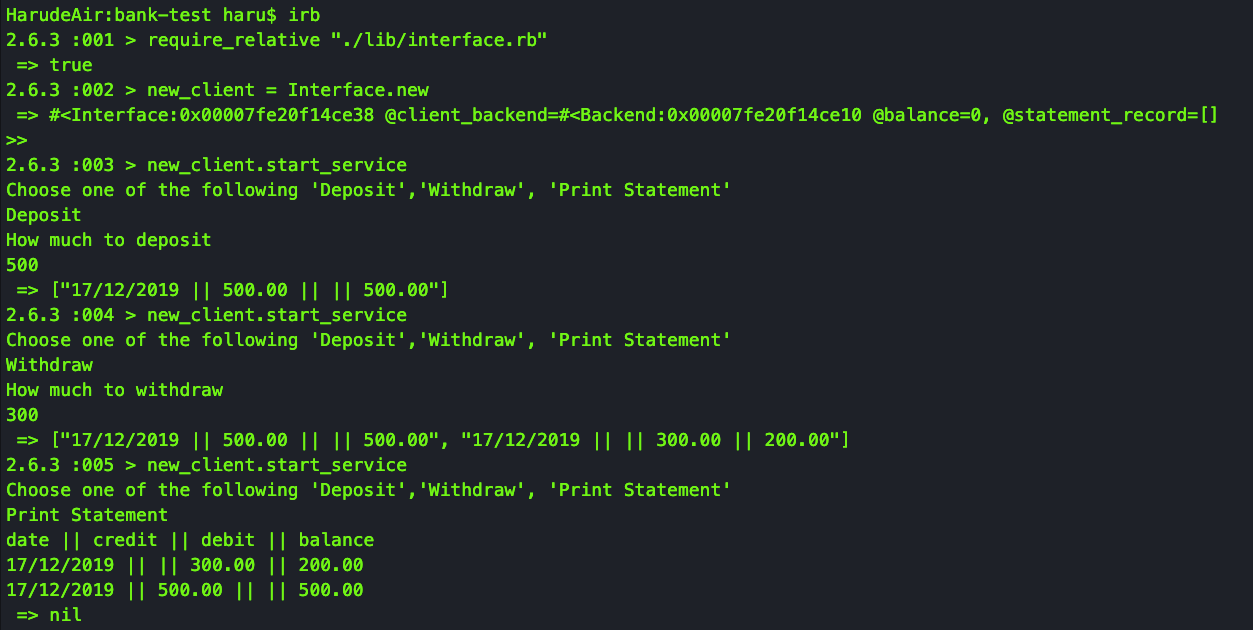 HarudeAir:bank-test haru$ irb
2.6.3 :001 > require_relative "./lib/interface.rb"
 => true
2.6.3 :002 > new_client = Interface.new
 => #<Interface:0x00007fe20f14ce38 @client_backend=#<Backend:0x00007fe20f14ce10 @balance=0, @statement_record=[]
>>
2.6.3 :003 > new_client.start_service
Choose one of the following 'Deposit','Withdraw', 'Print Statement'
Deposit
How much to deposit
500
 => ["17/12/2019 || 500.00 || || 500.00"]
2.6.3 :004 > new_client.start_service
Choose one of the following 'Deposit','Withdraw', 'Print Statement'
Withdraw
How much to withdraw
300
 => ["17/12/2019 || 500.00 || || 500.00", "17/12/2019 || || 300.00 || 200.00"]
2.6.3 :005 > new_client.start_service
Choose one of the following 'Deposit','Withdraw', 'Print Statement'
Print Statement
date || credit || debit || balance
17/12/2019 || || 300.00 || 200.00
17/12/2019 || 500.00 || || 500.00
 => nil